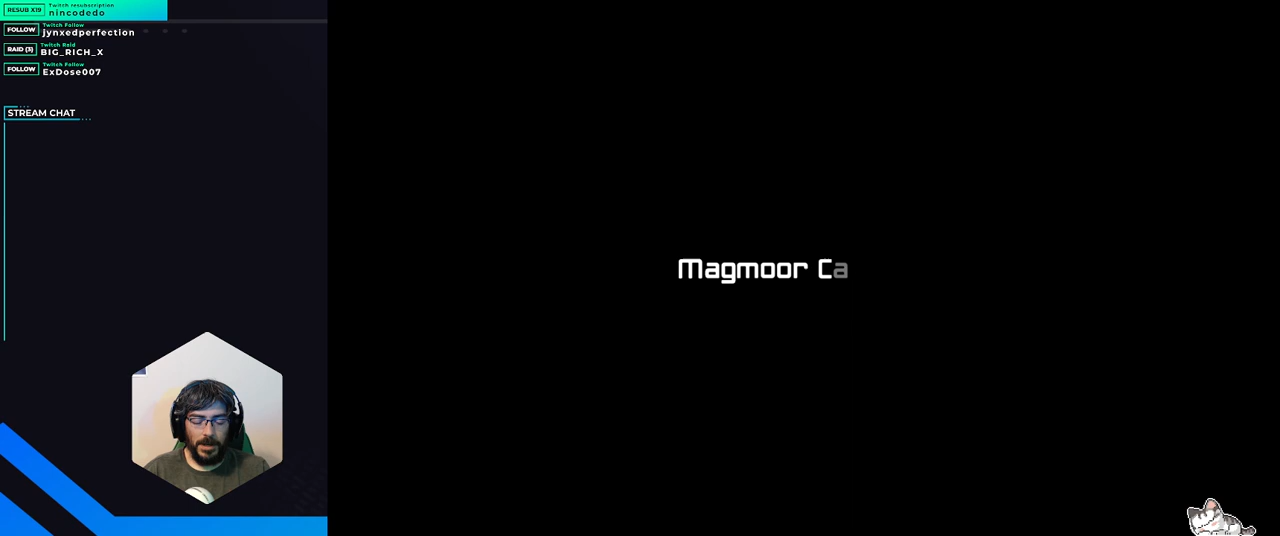 RESUB X19
Twitch resubscription
nincodedo
FOLLOW
Twitch Follow
jynxedperfection
RAID (3)
Twitch Raid
BIG_RICH_X
FOLLOW
Twitch Follow
ExDose007
STREAM CHAT
Magmoor Ca